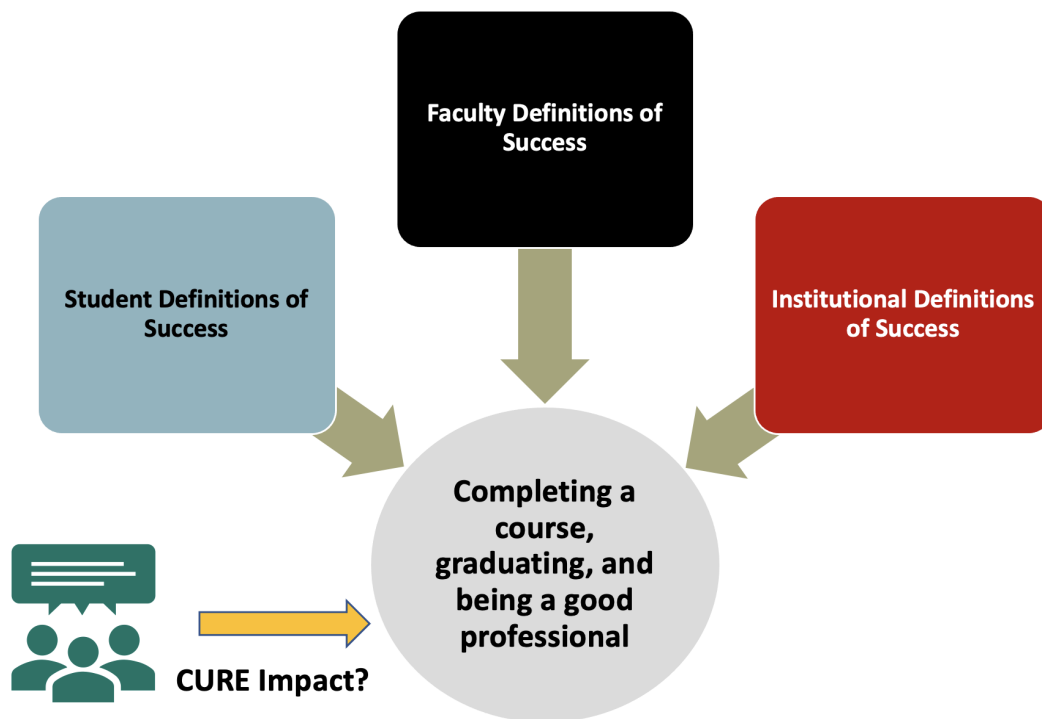 Faculty Definitions of
Success
Student Definitions of
Success
Institutional Definitions
of Success
Completing a
course,
graduating, and
being a good
professional
CURE Impact?